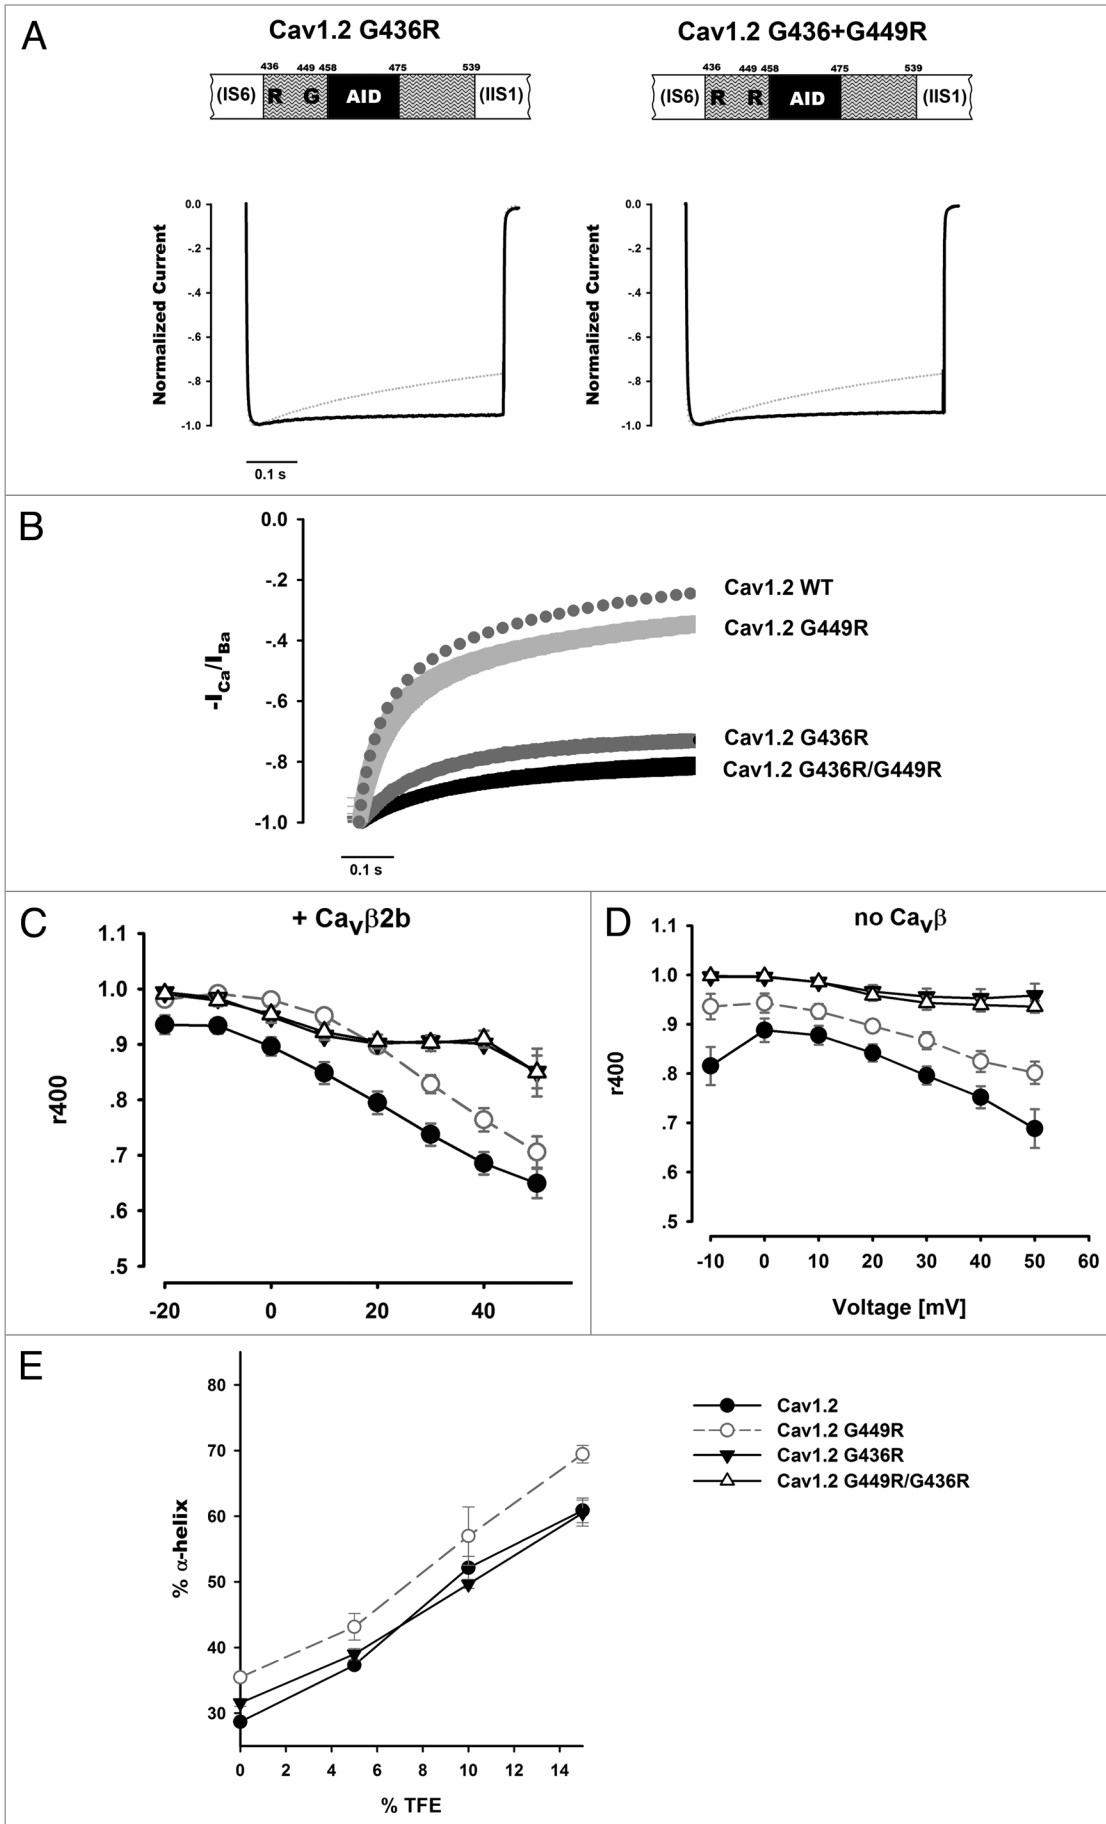 A
Cav1.2 G436R
Cav1.2 G436+G449R
436 449 458 475 539
(IS6) R G AID (IIS1)
436 449 458 475 539
(IS6) R R AID (IIS1)
Normalized Current
0.0
-.2
-.4
-.6
-.8
-1.0
0.1 s
Normalized Current
0.0
-.2
-.4
-.6
-.8
-1.0
0.1 s
B
-ICa/IBa
0.0
-.2
-.4
-.6
-.8
-1.0
0.1 s
Cav1.2 WT
Cav1.2 G449R
Cav1.2 G436R
Cav1.2 G436R/G449R
C
+ CaVβ2b
r400
1.1
1.0
.9
.8
.7
.6
.5
-20 0 20 40
D
no CaVβ
r400
1.1
1.0
.9
.8
.7
.6
.5
-10 0 10 20 30 40 50 60
Voltage [mV]
E
% α-helix
80
70
60
50
40
30
0 2 4 6 8 10 12 14
% TFE
Cav1.2
Cav1.2 G449R
Cav1.2 G436R
Cav1.2 G449R/G436R